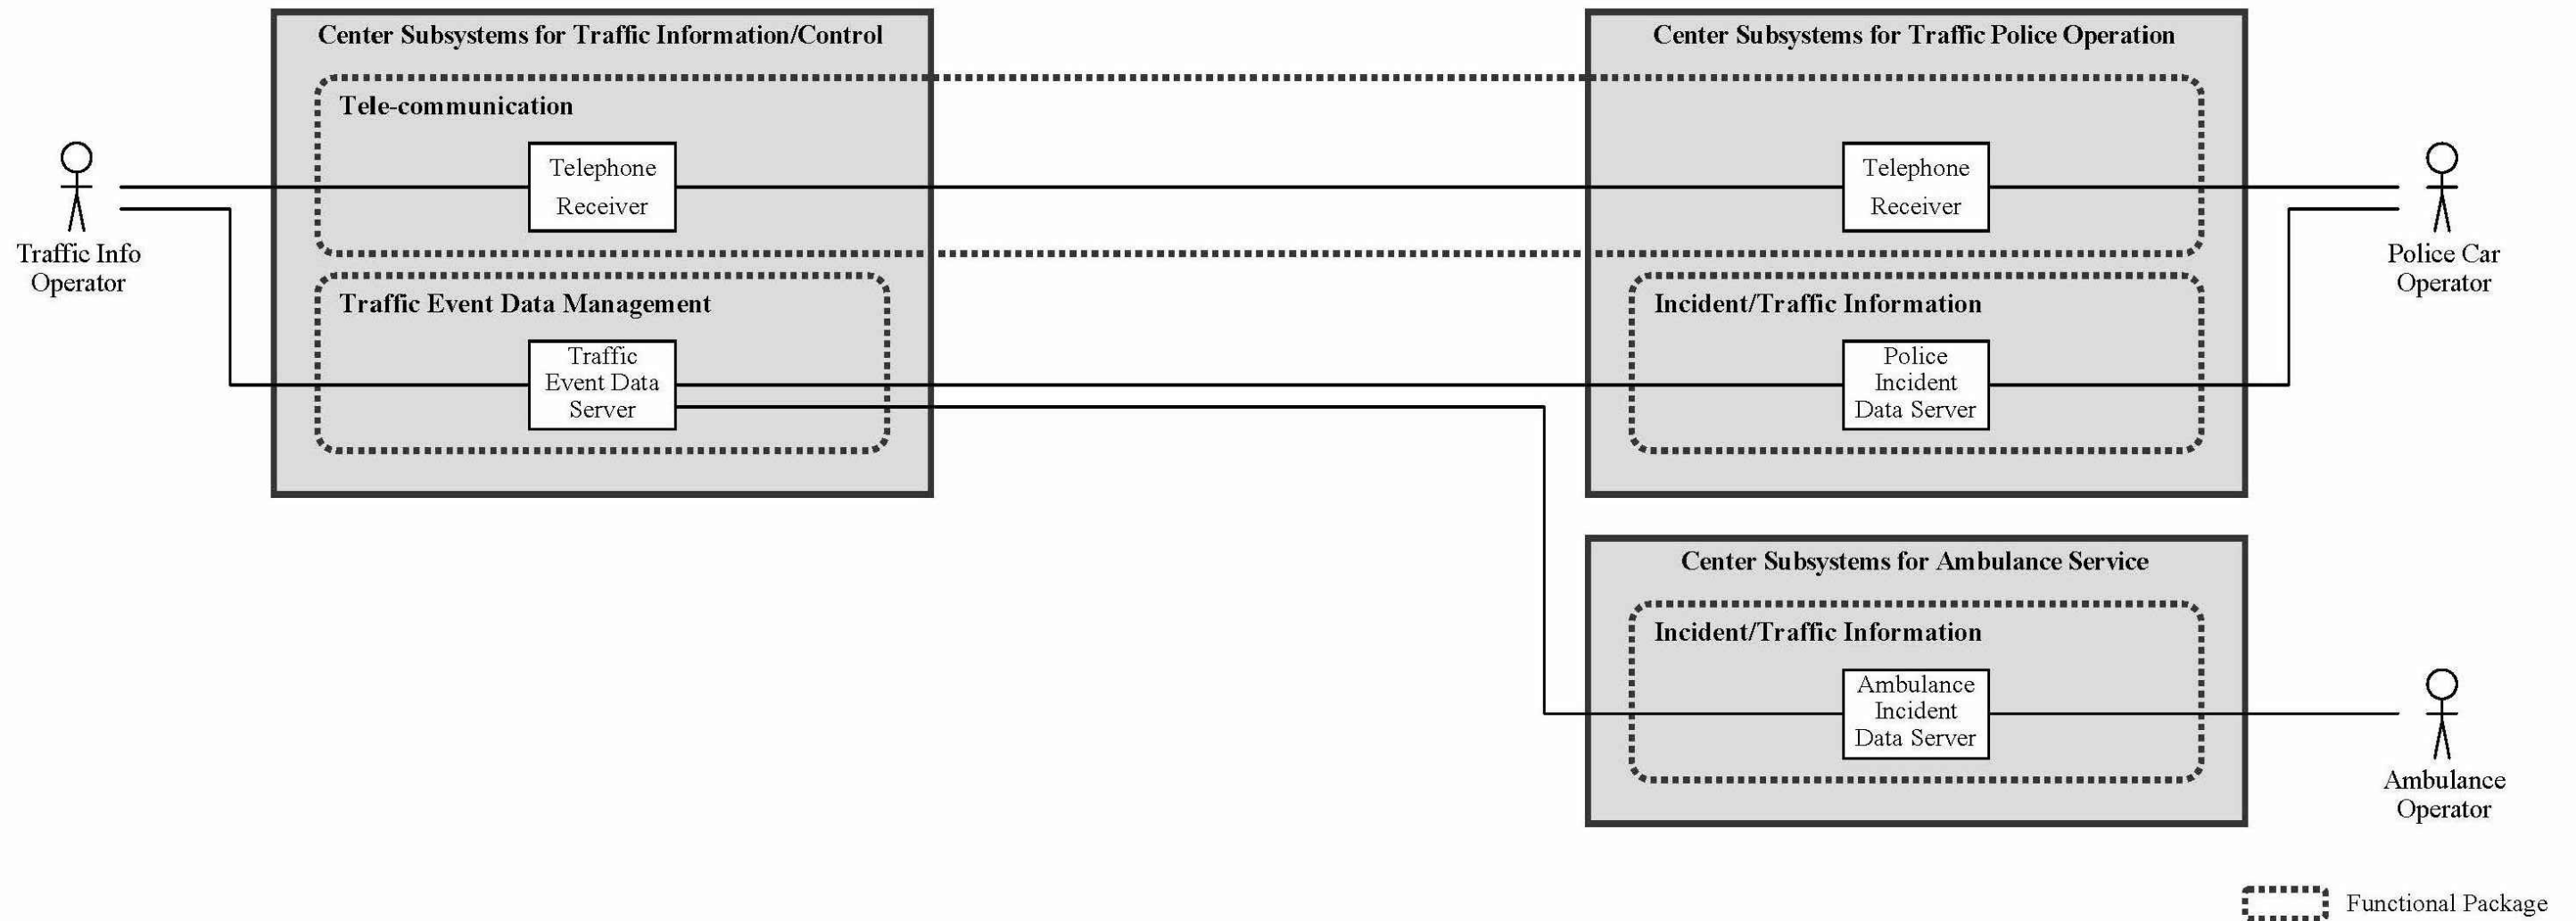 Center Subsystems for Traffic Information/Control
Tele-communication
Telephone
Receiver
Traffic Info
Operator
Traffic Event Data Management
Traffic
Event Data
Server
Center Subsystems for Traffic Police Operation
Telephone
Receiver
Police Car
Operator
Incident/Traffic Information
Police
Incident
Data Server
Center Subsystems for Ambulance Service
Incident/Traffic Information
Ambulance
Incident
Data Server
Ambulance
Operator
Functional Package